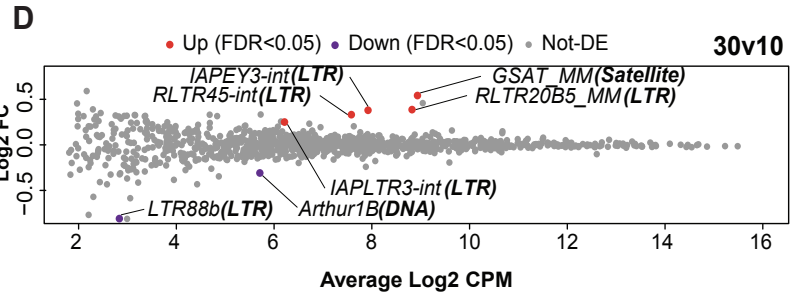 D
Up (FDR<0.05) Down (FDR<0.05) Not-DE 30v10
IAPEY3-int(LTR) GSAT_MM(Satellite)
RLTR45-int(LTR) RLTR20B5_MM(LTR)
IAPLTR3-int(LTR)
LTR88b(LTR) Arthur1B(DNA)
Log2 FC
0.5
0.0
−0.5
2 4 6 8 10 12 14 16
Average Log2 CPM